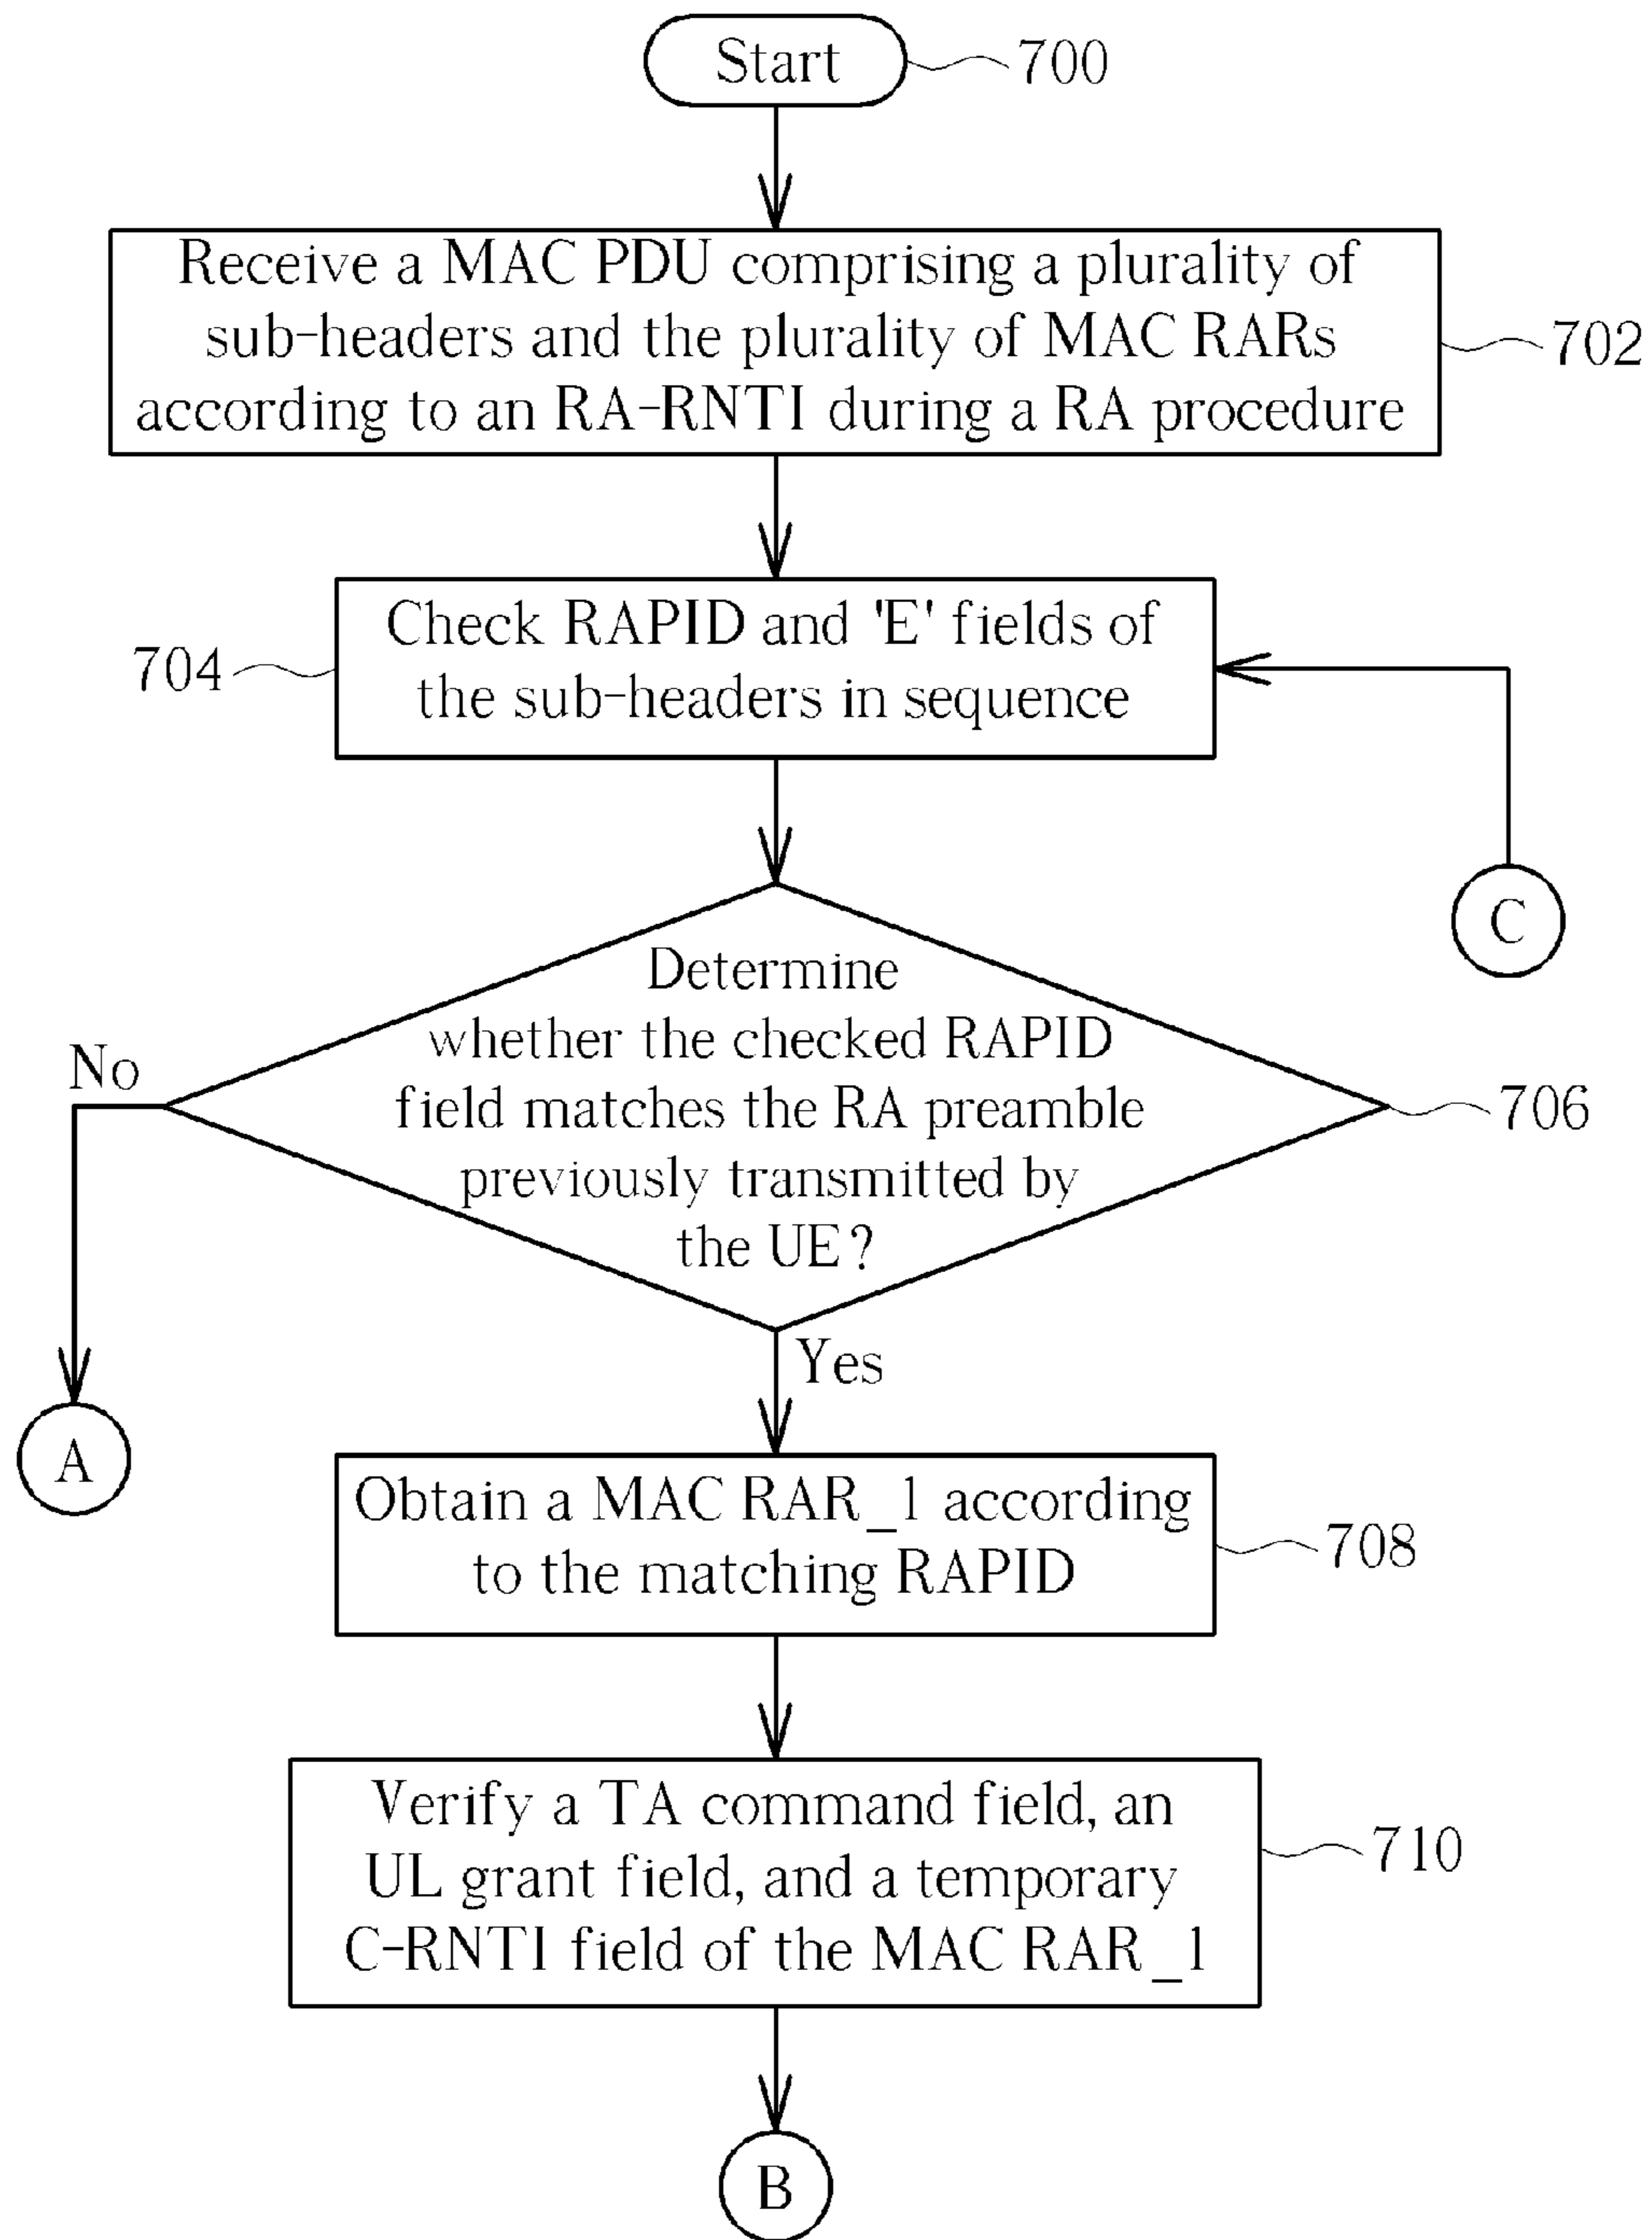 Start
700
Receive a MAC PDU comprising a plurality of
sub-headers and the plurality of MAC RARs
according to an RA-RNTI during a RA procedure
702
Check RAPID and 'E' fields of
the sub-headers in sequence
704
C
Determine
whether the checked RAPID
field matches the RA preamble
previously transmitted by
the UE?
706
No
A
Yes
Obtain a MAC RAR_1 according
to the matching RAPID
708
Verify a TA command field, an
UL grant field, and a temporary
C-RNTI field of the MAC RAR_1
710
B